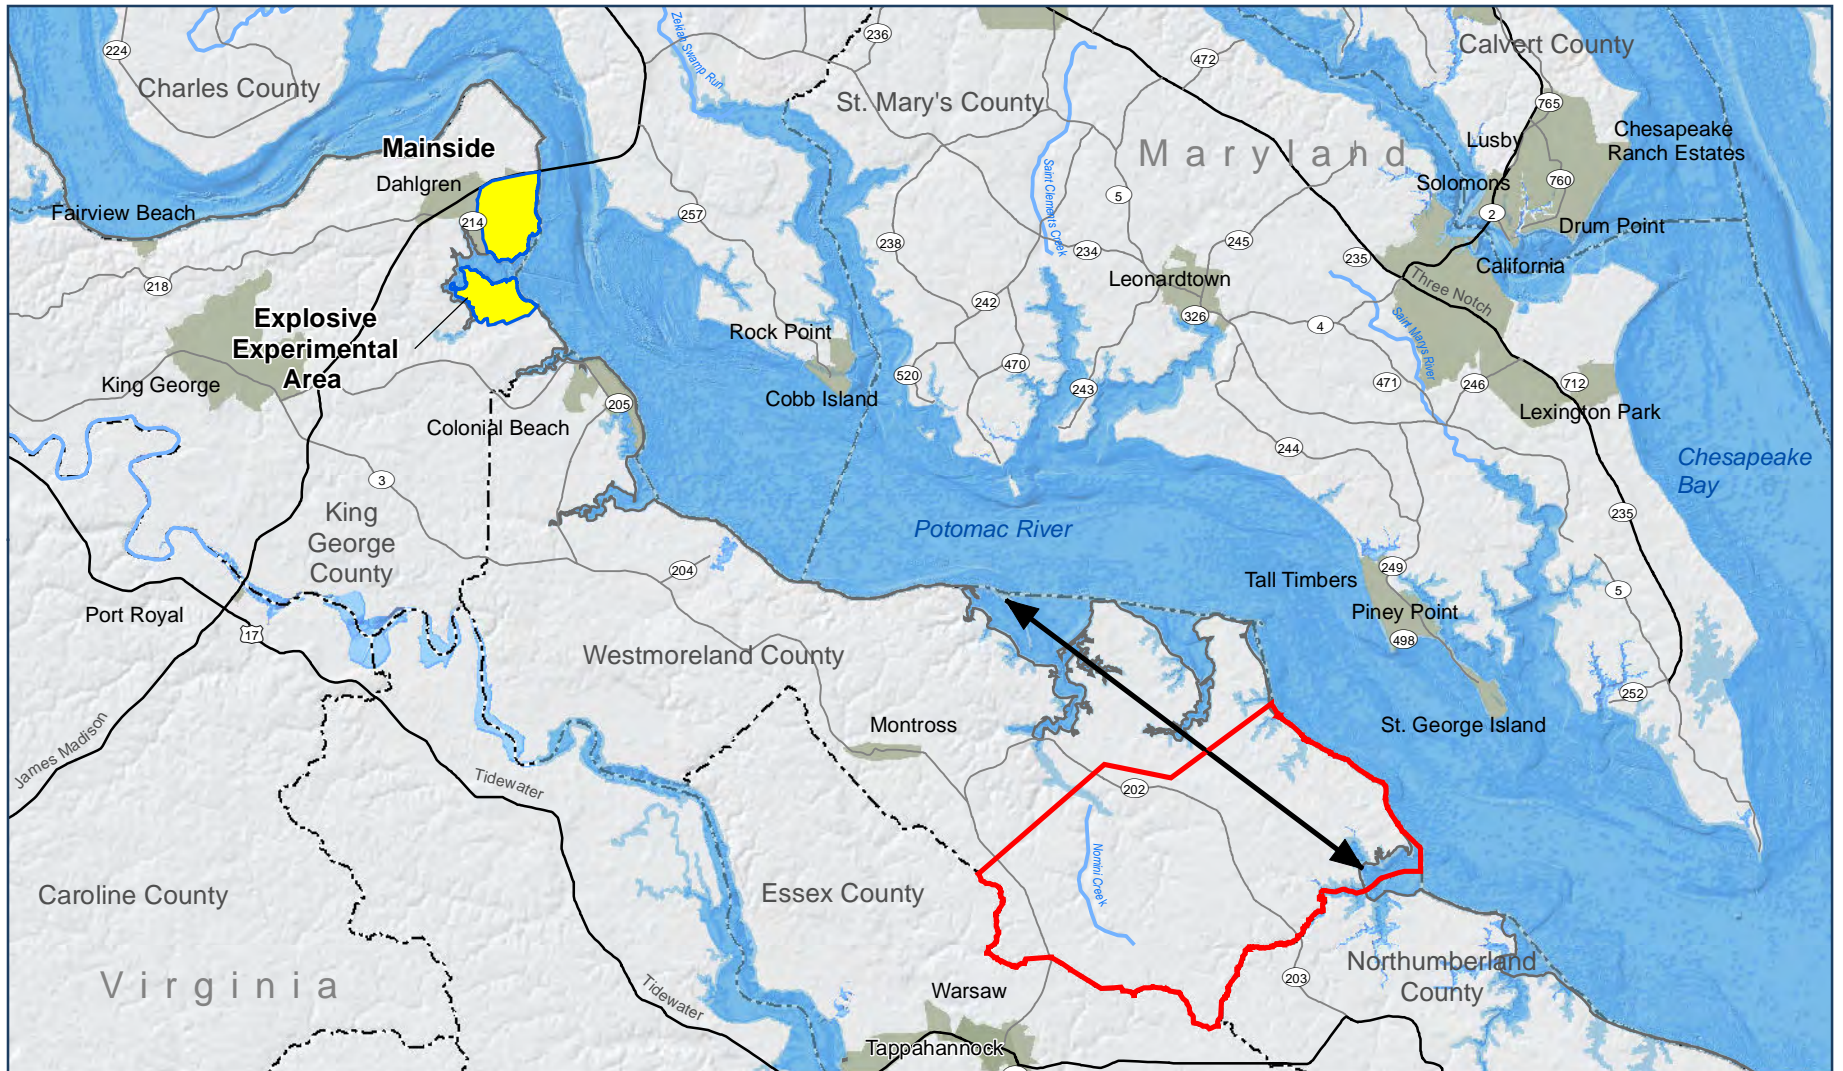 224
Charles County
Zekiah Swamp Run
236
St. Mary's County
472
Calvert County
765
Lusby
Chesapeake
Ranch Estates
Maryland
Mainside
Dahlgren
Solomons
760
Fairview Beach
214
257
Saint Clements Creek
5
2
Drum Point
238
234
245
235
California
218
Leonardtown
Three Notch
Explosive
Experimental
Area
242
326
4
Saint Marys River
Rock Point
King George
520
470
243
471
246
712
Cobb Island
205
Lexington Park
Colonial Beach
244
Chesapeake
Bay
3
King
George
County
Potomac River
235
204
249
Tall Timbers
5
Port Royal
17
Piney Point
498
Westmoreland County
252
James Madison
Montross
St. George Island
Tidewater
202
Nomini Creek
Caroline County
Essex County
Northumberland
County
Virginia
Tidewater
Warsaw
203
Tappahannock